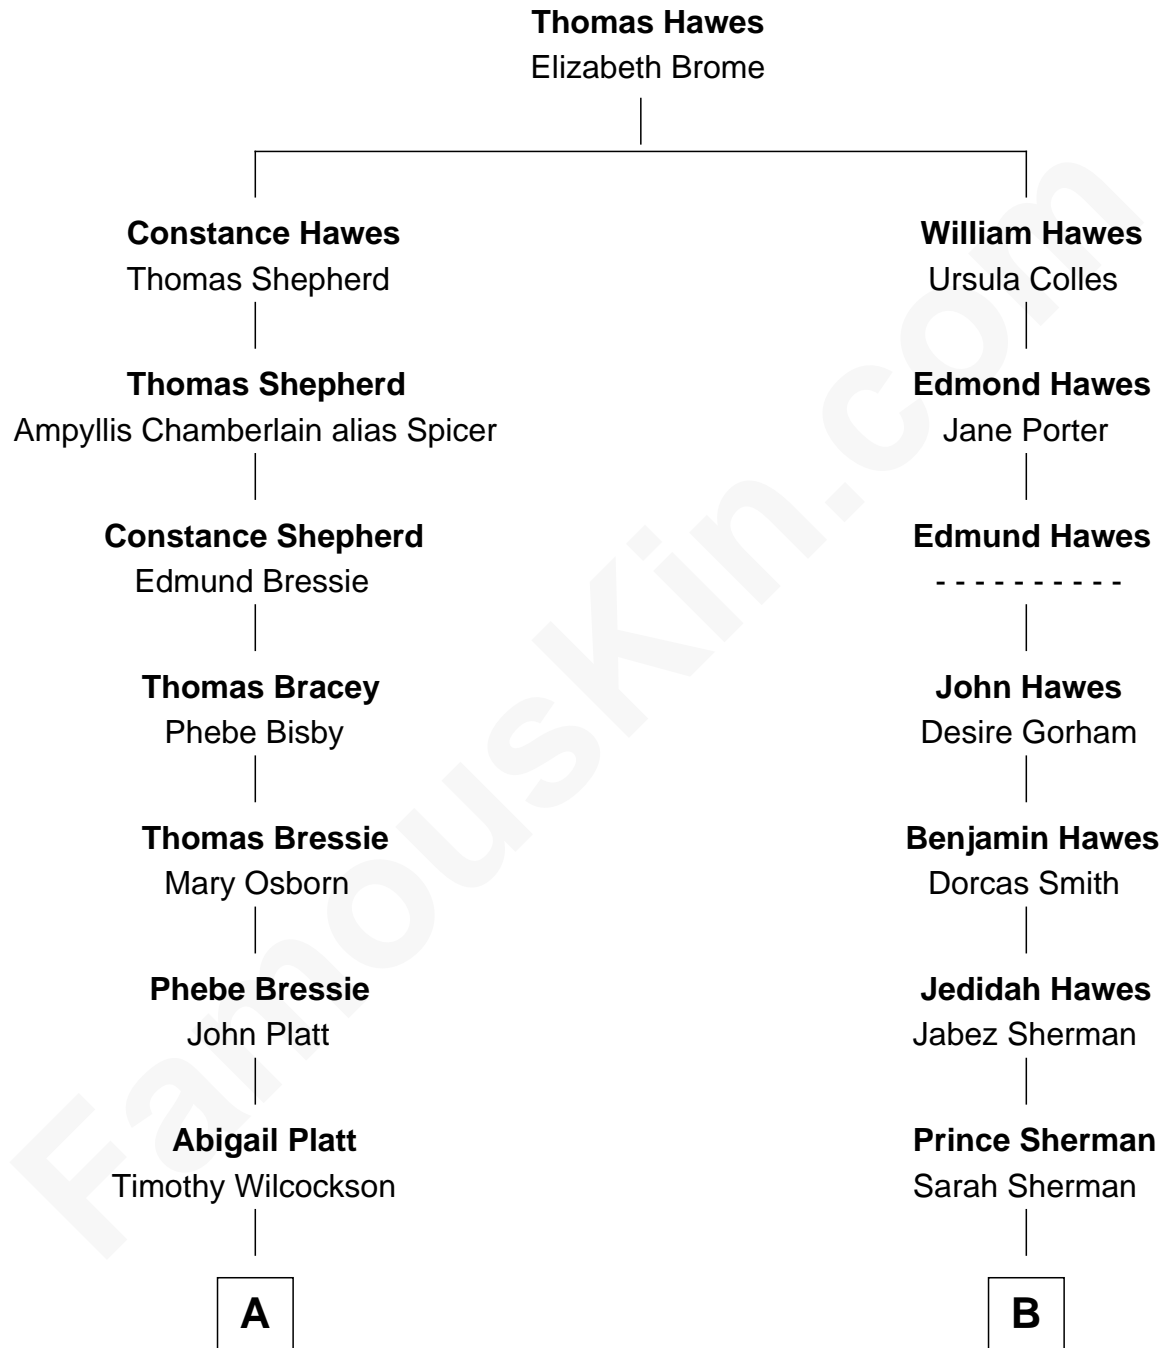 Thomas Hawes
Elizabeth Brome
Constance Hawes
Thomas Shepherd
William Hawes
Ursula Colles
Thomas Shepherd
Ampyllis Chamberlain alias Spicer
Edmond Hawes
Jane Porter
Constance Shepherd
Edmund Bressie
Edmund Hawes
- - - - - - - - - -
Thomas Bracey
Phebe Bisby
John Hawes
Desire Gorham
Thomas Bressie
Mary Osborn
Benjamin Hawes
Dorcas Smith
Phebe Bressie
John Platt
Jedidah Hawes
Jabez Sherman
Abigail Platt
Timothy Wilcockson
Prince Sherman
Sarah Sherman
A
B
FamousKin.com